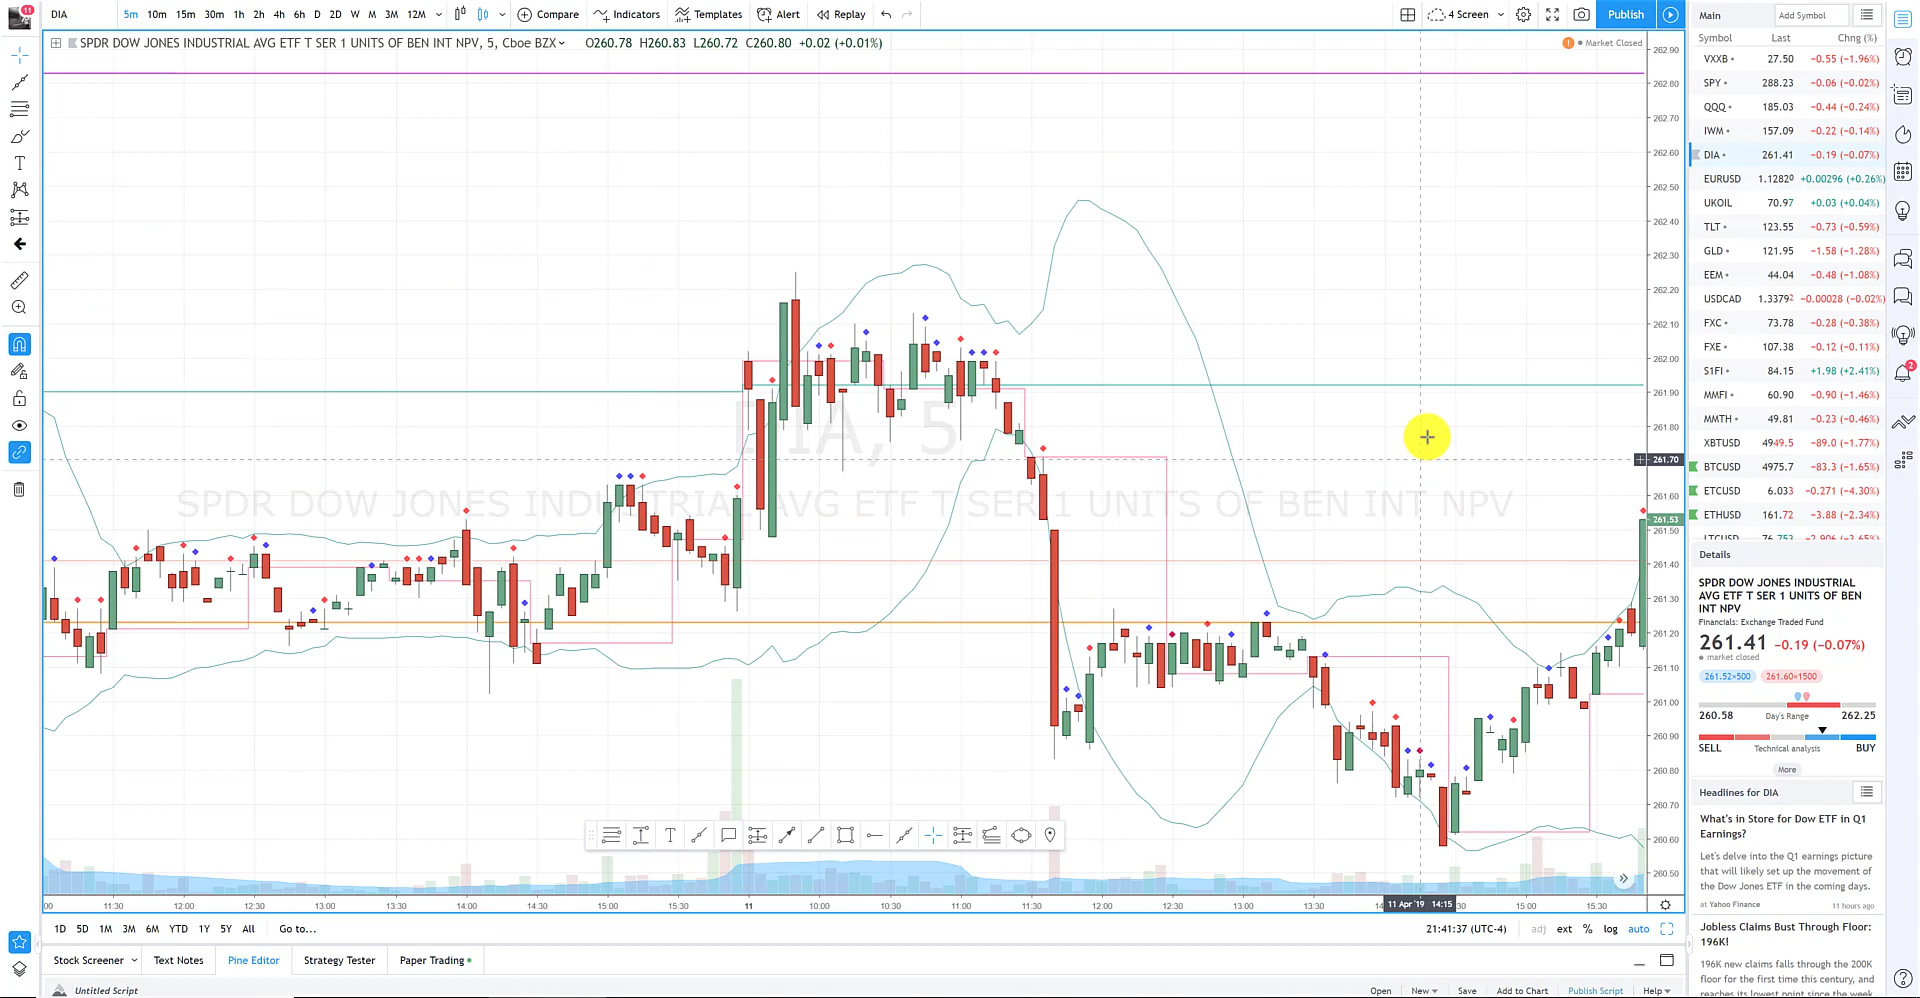 11
DIA
5m 10m 15m 30m 1h 2h 4h 6h D 2D W M 3M 12M
Compare
Indicators
Templates
Alert
Replay
4 Screen
Publish
SPDR DOW JONES INDUSTRIAL AVG ETF T SER 1 UNITS OF BEN INT NPV, 5, Cboe BZX
O260.78 H260.83 L260.72 C260.80 +0.02 (+0.01%)
Market Closed
DIA, 5
SPDR DOW JONES INDUSTRIAL AVG ETF T SER 1 UNITS OF BEN INT NPV
262.90
262.80
262.70
262.60
262.50
262.40
262.30
262.20
262.10
262.00
261.90
261.80
261.70
261.60
261.53
261.50
261.40
261.30
261.20
261.10
261.00
260.90
260.80
260.70
260.60
260.50
:00 11:30 12:00 12:30 13:00 13:30 14:00 14:30 15:00 15:30 11 10:00 10:30 11:00 11:30 12:00 12:30 13:00 13:30 11 Apr '19 14:15 15:00 15:30
1D 5D 1M 3M 6M YTD 1Y 5Y All
Go to...
21:41:37 (UTC-4)
adj ext % log auto
Stock Screener
Text Notes
Pine Editor
Strategy Tester
Paper Trading
Untitled Script
Open New Save Add to Chart Publish Script Help
Main
Add Symbol
Symbol Last Chng (%)
VXXB 27.50 −0.55 (−1.96%)
SPY 288.23 −0.06 (−0.02%)
QQQ 185.03 −0.44 (−0.24%)
IWM 157.09 −0.22 (−0.14%)
DIA 261.41 −0.19 (−0.07%)
EURUSD 1.1282⁰ +0.00296 (+0.26%)
UKOIL 70.97 +0.03 (+0.04%)
TLT 123.55 −0.73 (−0.59%)
GLD 121.95 −1.58 (−1.28%)
EEM 44.04 −0.48 (−1.08%)
USDCAD 1.3379² −0.00028 (−0.02%)
FXC 73.78 −0.28 (−0.38%)
FXE 107.38 −0.12 (−0.11%)
S1FI 84.15 +1.98 (+2.41%)
MMFI 60.90 −0.90 (−1.46%)
MMTH 49.81 −0.23 (−0.46%)
XBTUSD 4949.5 −89.0 (−1.77%)
BTCUSD 4975.7 −83.3 (−1.65%)
ETCUSD 6.033 −0.271 (−4.30%)
ETHUSD 161.72 −3.88 (−2.34%)
LTCUSD 76.753 −2.906 (−3.65%)
Details
SPDR DOW JONES INDUSTRIAL
AVG ETF T SER 1 UNITS OF BEN
INT NPV
Financials: Exchange Traded Fund
261.41 −0.19 (−0.07%)
market closed
261.52×500 261.60×1500
260.58 Day's Range 262.25
SELL Technical analysis BUY
More
Headlines for DIA
What's in Store for Dow ETF in Q1
Earnings?
Let's delve into the Q1 earnings picture
that will likely set up the movement of
the Dow Jones ETF in the coming days.
at Yahoo Finance 11 hours ago
Jobless Claims Bust Through Floor:
196K!
196K new claims falls through the 200K
floor for the first time this century, and
reaches its lowest point since the week
2